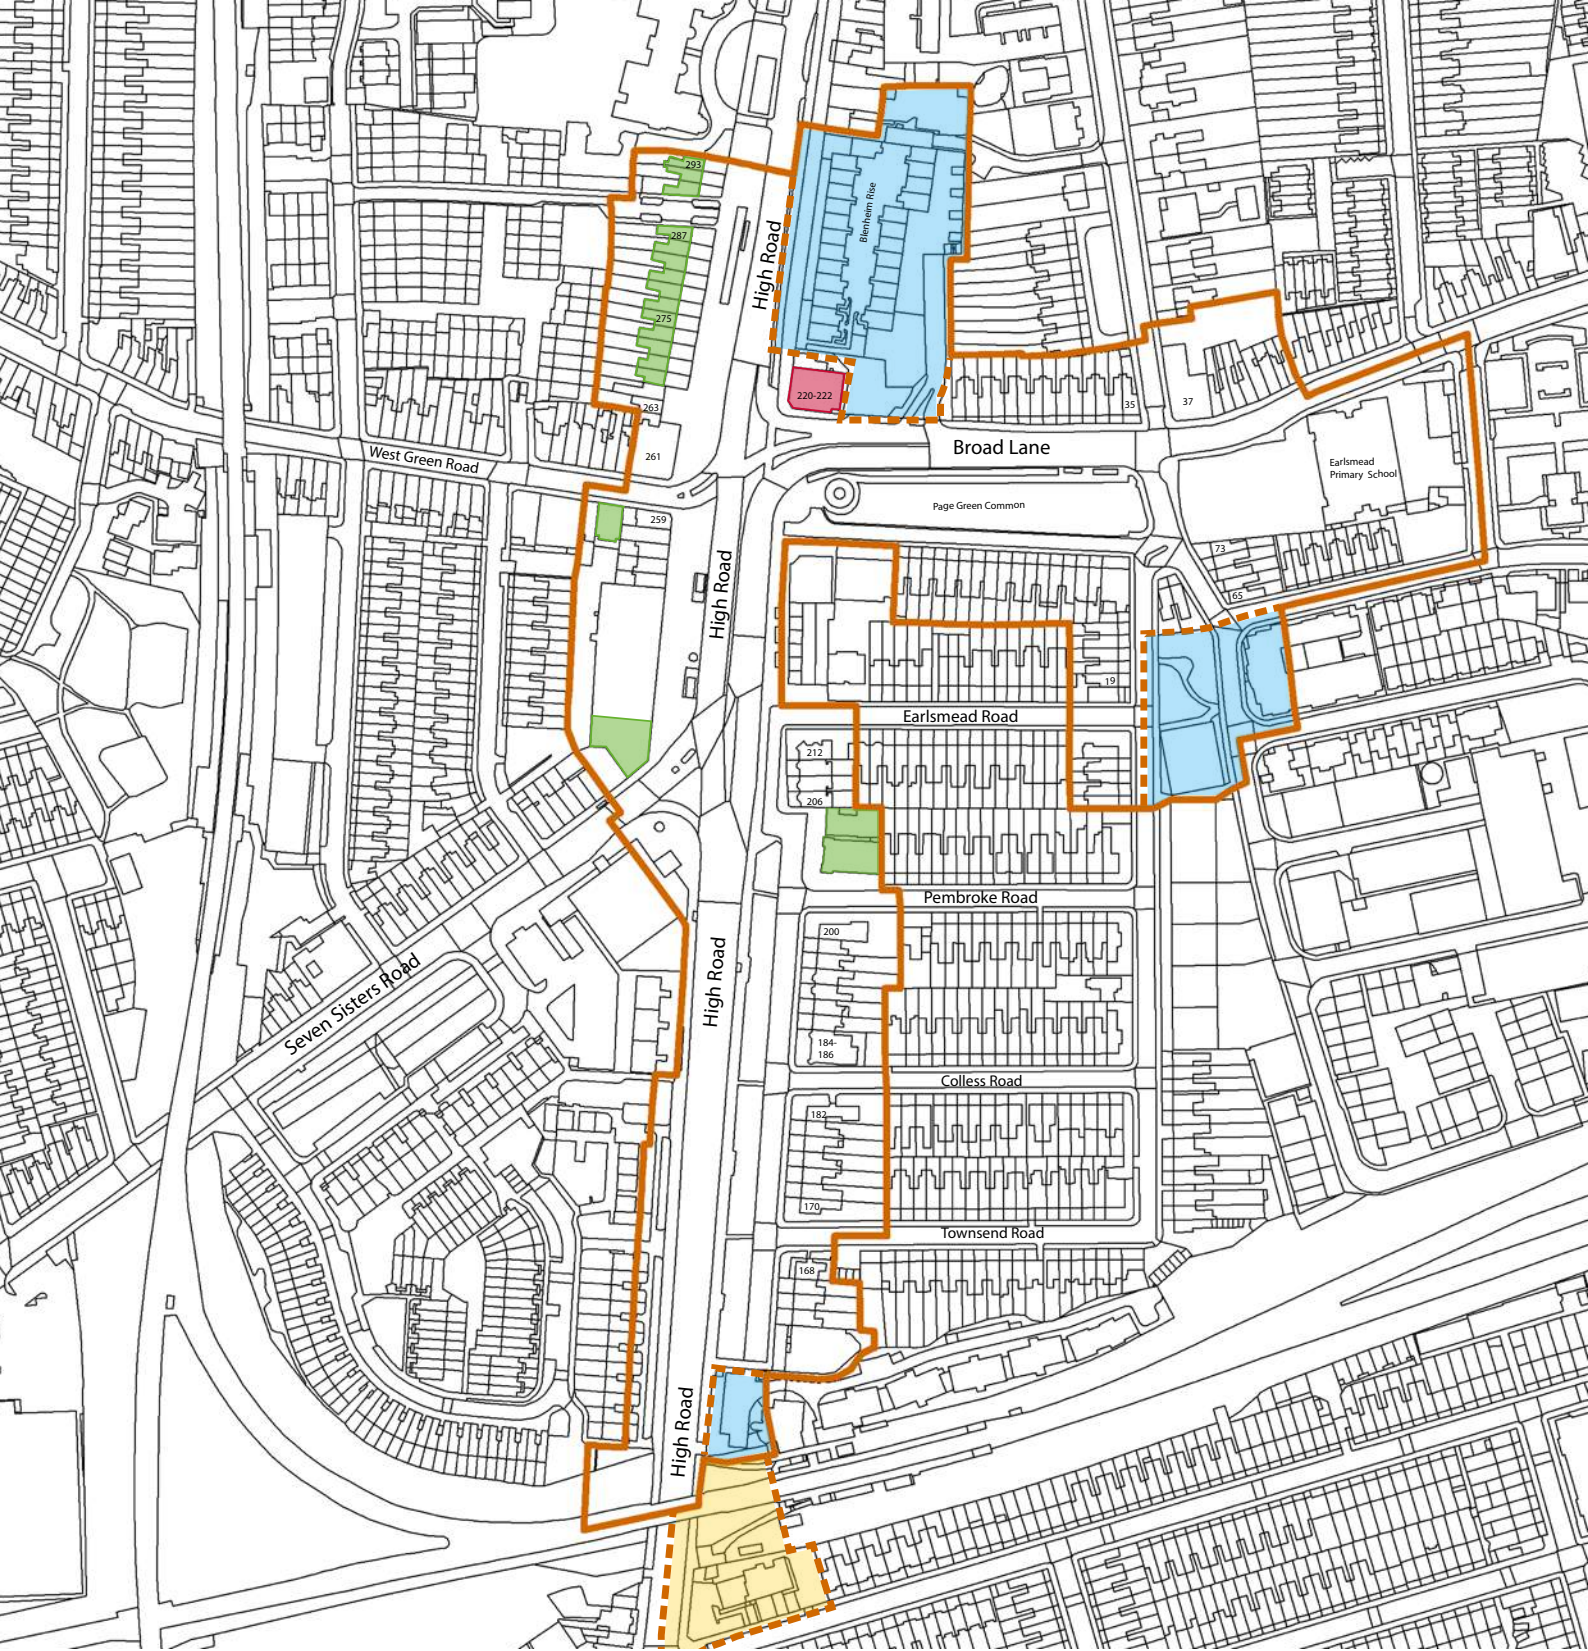 293
287
High Road
Blenheim Rise
275
220-222
263
35
37
261
Broad Lane
West Green Road
Earlsmead
Primary School
Page Green Common
259
73
High Road
65
19
Earlsmead Road
212
206
Pembroke Road
200
High Road
Seven Sisters Road
184-
186
Colless Road
182
170
Townsend Road
168
High Road